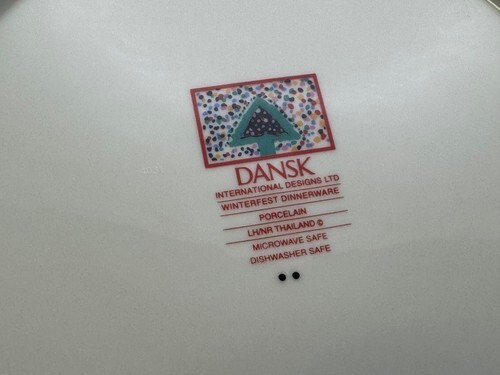 DANSK
INTERNATIONAL DESIGNS LTD
WINTERFEST DINNERWARE
PORCELAIN
LH/NR THAILAND ©
MICROWAVE SAFE
DISHWASHER SAFE